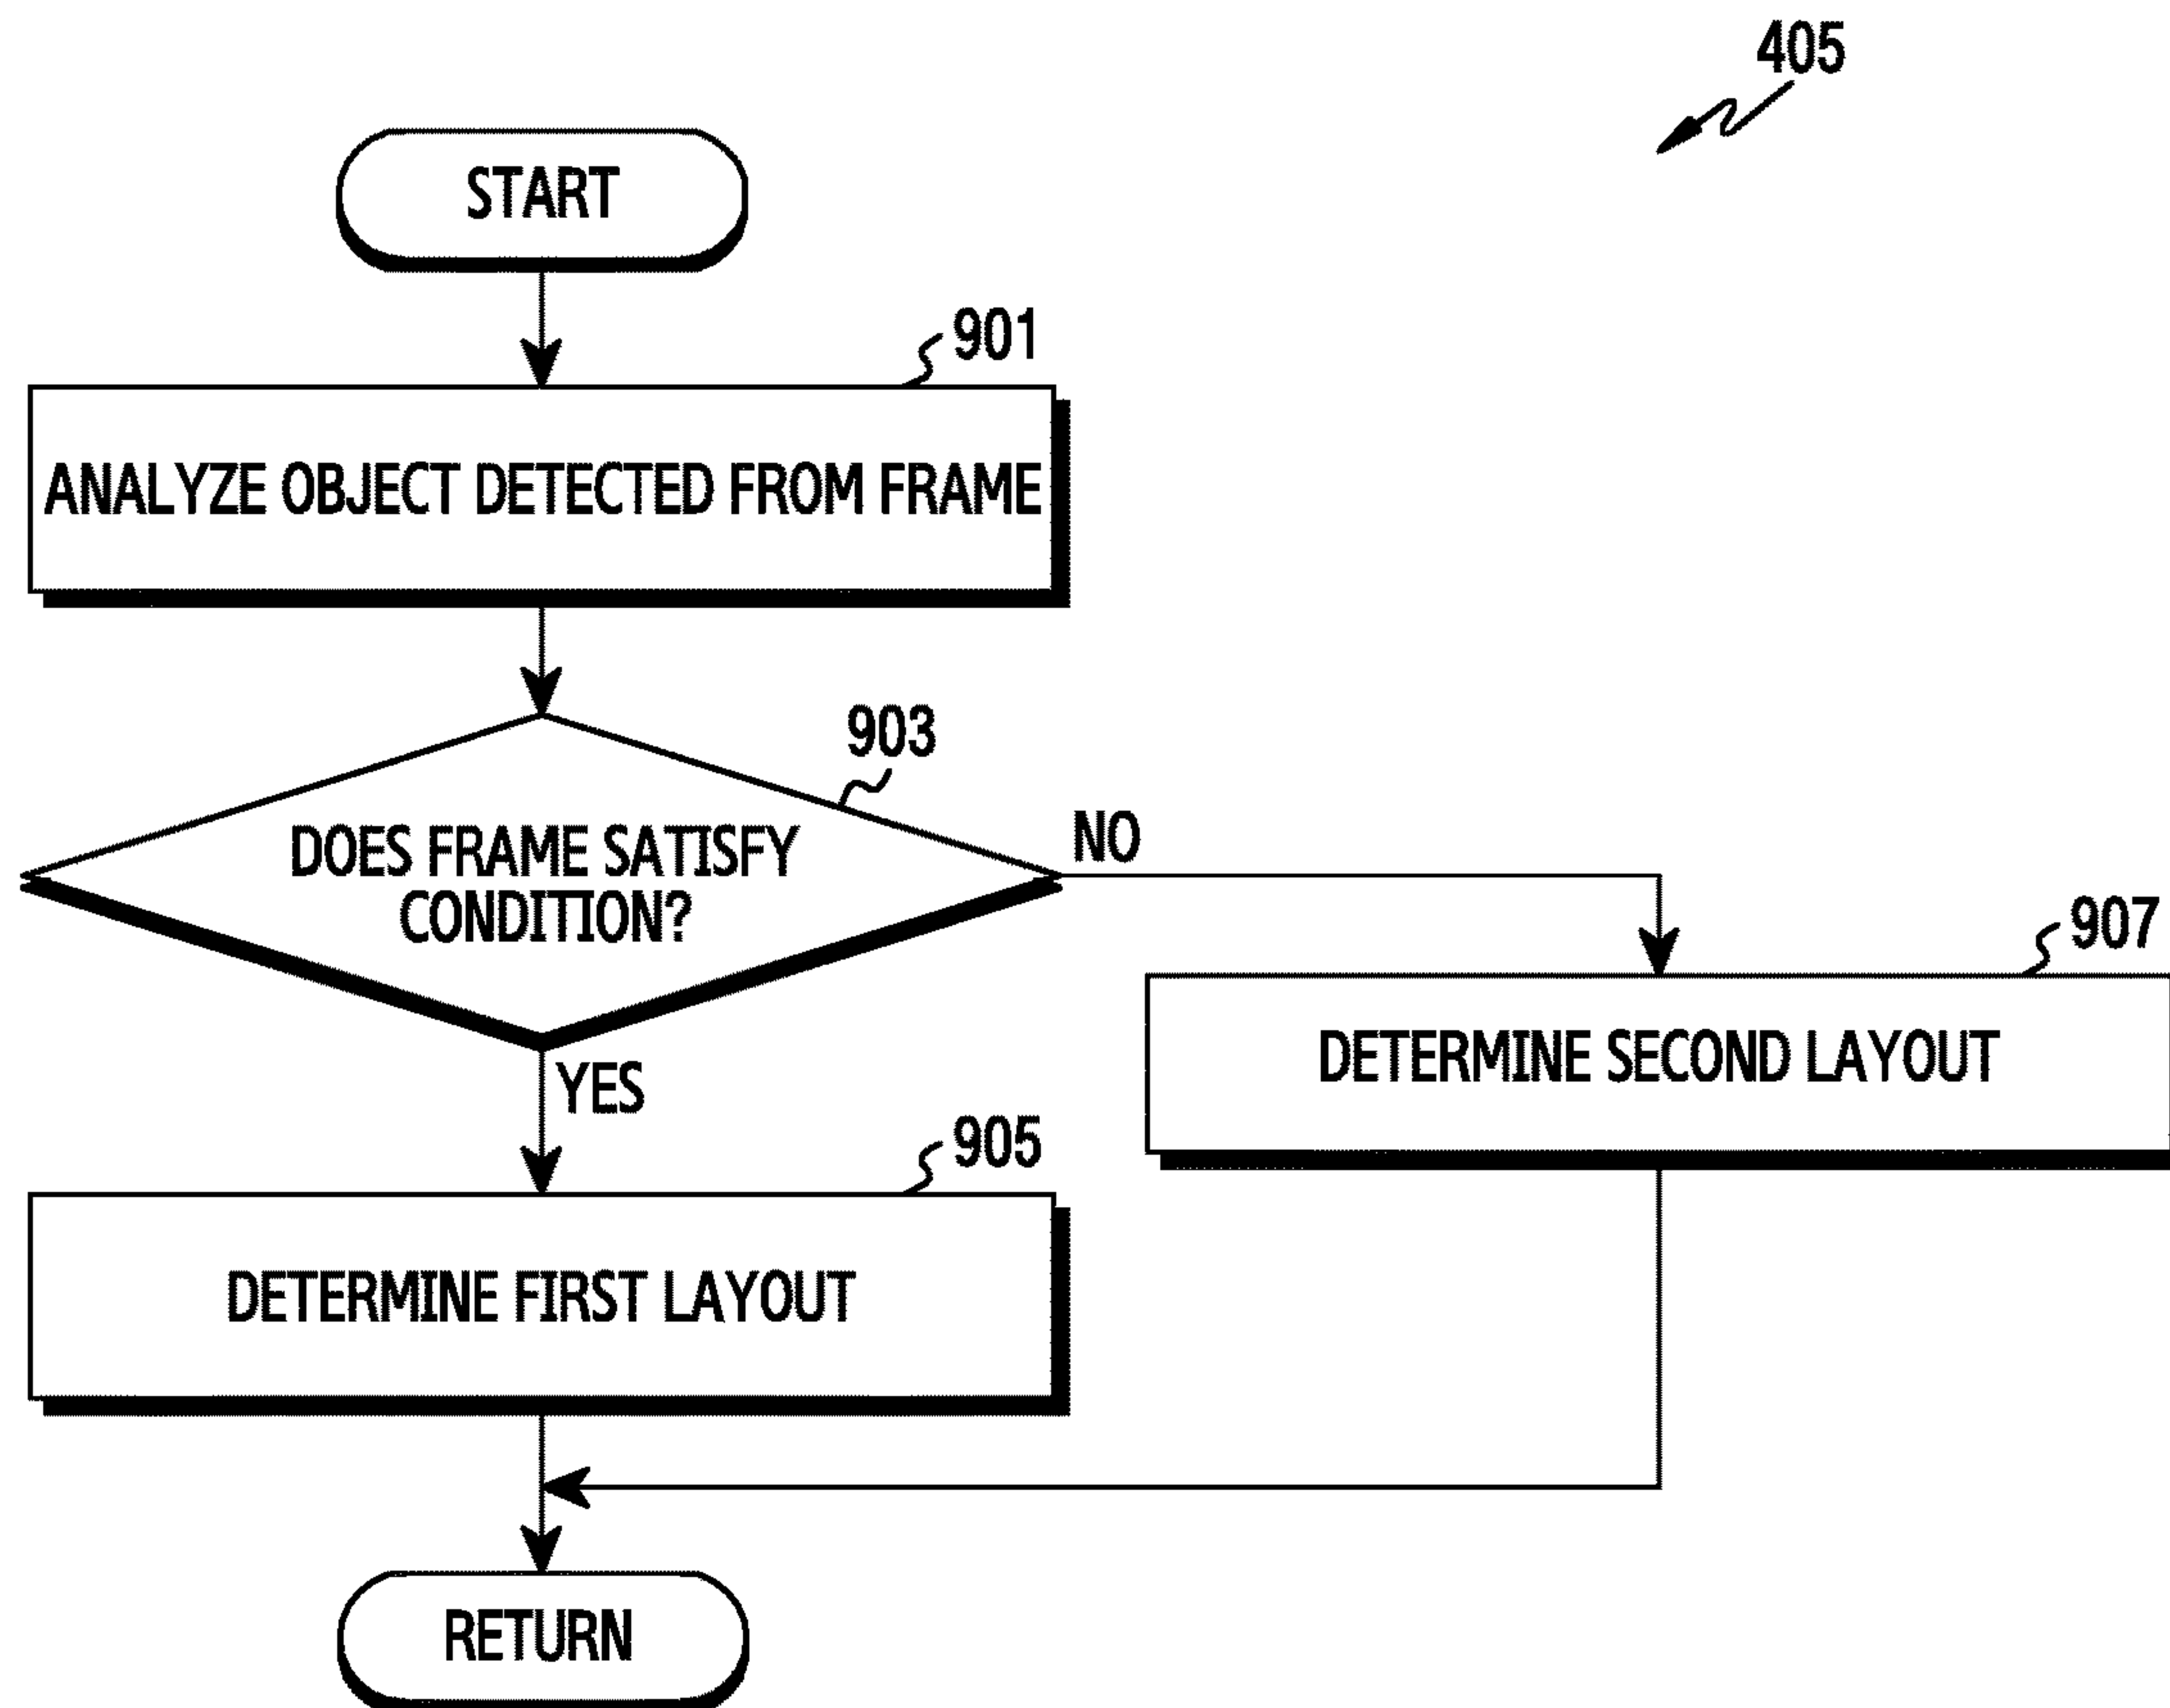 405
START
901
ANALYZE OBJECT DETECTED FROM FRAME
903
DOES FRAME SATISFY
CONDITION?
NO
YES
907
DETERMINE SECOND LAYOUT
905
DETERMINE FIRST LAYOUT
RETURN